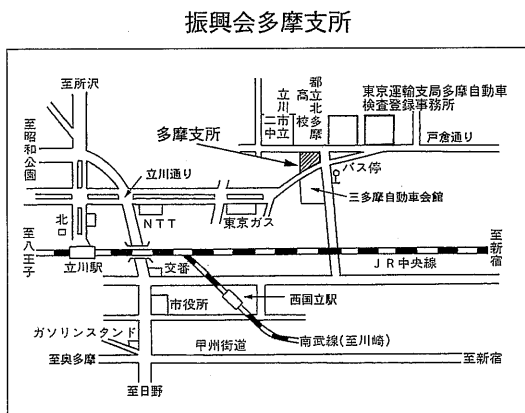 振興会多摩支所
至所沢
至昭和公園
立川市立二中
都立北多摩高校
東京運輸支局多摩自動車
検査登録事務所
多摩支所
戸倉通り
バス停
立川通り
三多摩自動車会館
北口
NTT
東京ガス
至八王子
至新宿
立川駅
JR中央線
交番
市役所
西国立駅
ガソリンスタンド
甲州街道
南武線(至川崎)
至奥多摩
至新宿
至日野